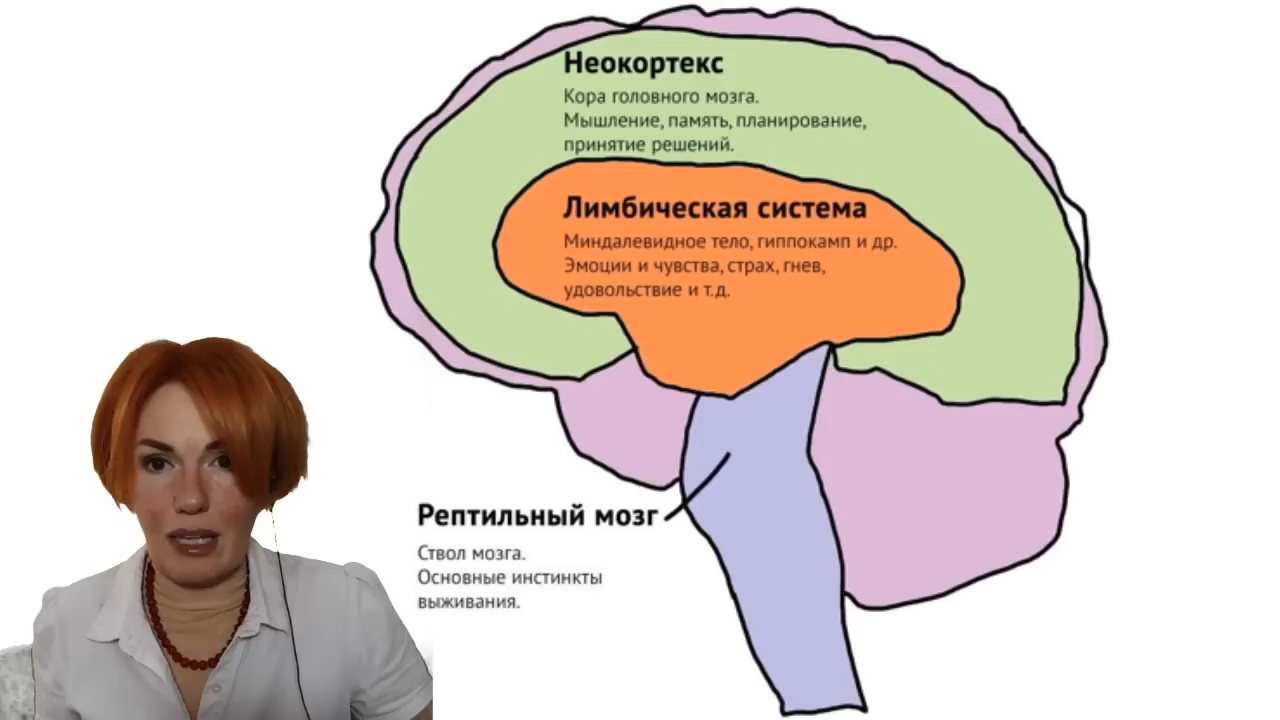 Неокортекс
Кора головного мозга.
Мышление, память, планирование,
принятие решений.
Лимбическая система
Миндалевидное тело, гиппокамп и др.
Эмоции и чувства, страх, гнев,
удовольствие и т.д.
Рептильный мозг
Ствол мозга.
Основные инстинкты
выживания.